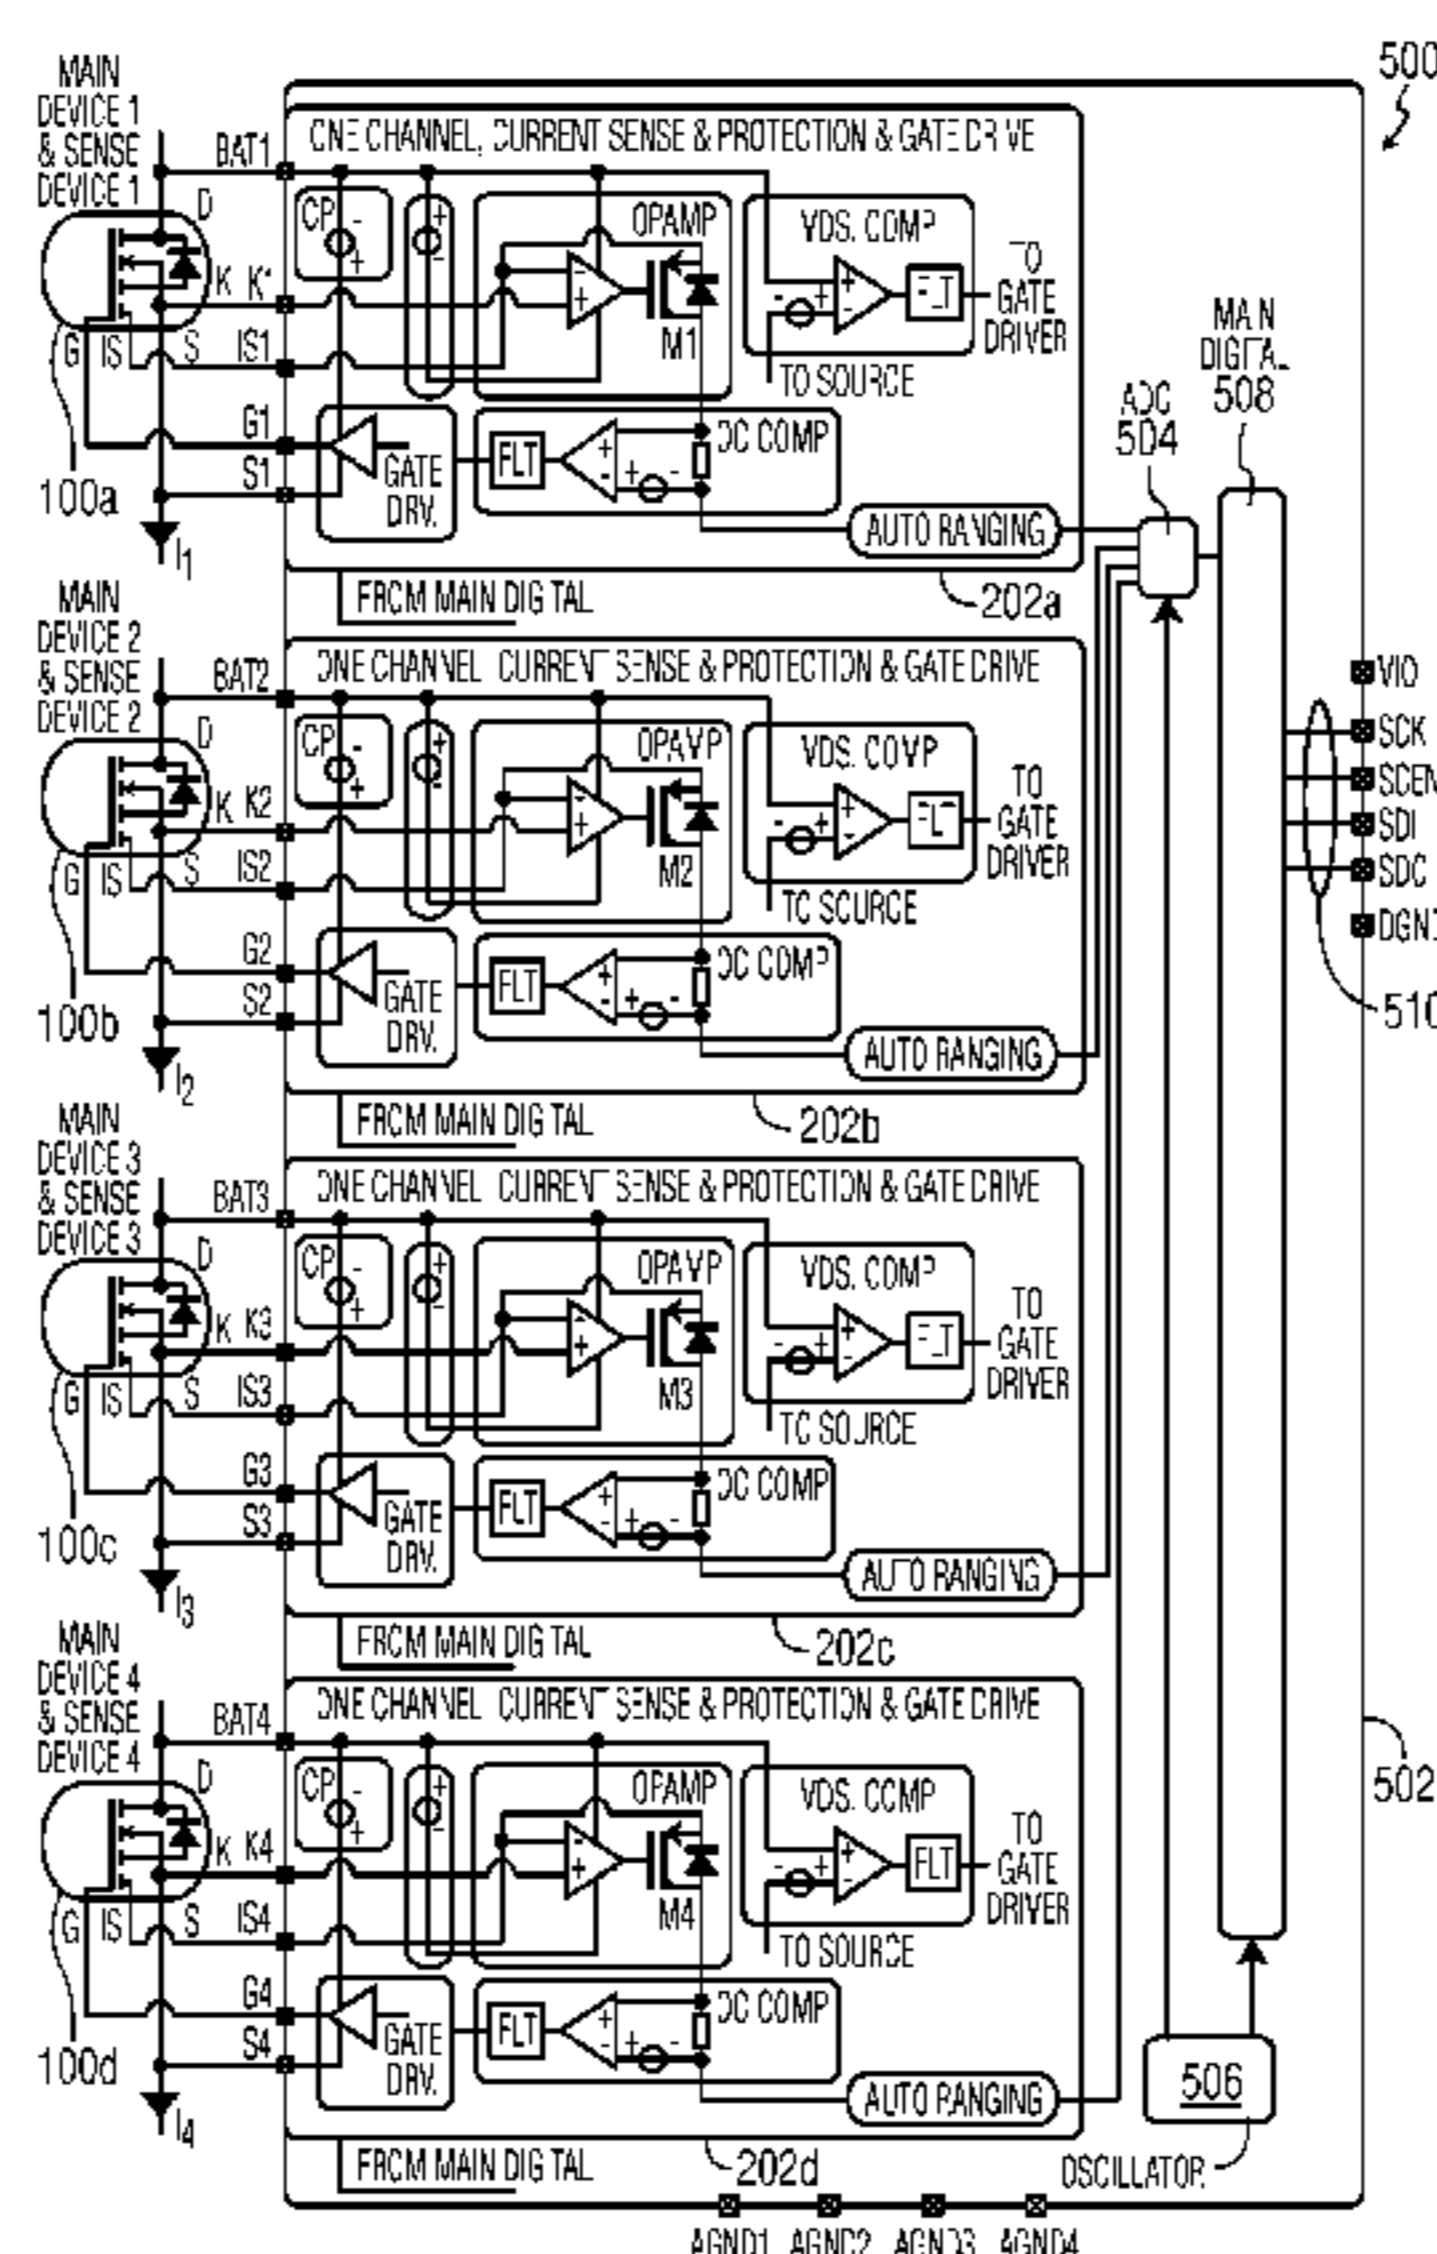 500
MAIN
DEVICE 1
& SENSE
DEVICE 1
BAT1
ONE CHANNEL, CURRENT SENSE & PROTECTION & GATE DRIVE
D
CP
- +
+ -
OPAMP
VDS. COMP
TO
GATE
DRIVER
K K1
- +
FLT
M1
G IS S IS1
TO SOURCE
G1
S1
GATE
DRV.
FLT
+ -
OC COMP
100a
AUTO RANGING
I1
FROM MAIN DIGITAL
202a
ADC
504
MAIN
DIGITAL
508
MAIN
DEVICE 2
& SENSE
DEVICE 2
BAT2
ONE CHANNEL CURRENT SENSE & PROTECTION & GATE DRIVE
D
CP
- +
+ -
OPAMP
VDS. COMP
TO
GATE
DRIVER
K K2
- +
FLT
M2
G IS S IS2
TO SOURCE
G2
S2
GATE
DRV.
FLT
+ -
OC COMP
100b
AUTO RANGING
I2
FROM MAIN DIGITAL
202b
VIO
SCK
SCEN
SDI
SDO
DGND
510
MAIN
DEVICE 3
& SENSE
DEVICE 3
BAT3
ONE CHANNEL CURRENT SENSE & PROTECTION & GATE DRIVE
D
CP
- +
+ -
OPAMP
VDS. COMP
TO
GATE
DRIVER
K K3
- +
FLT
M3
G IS S IS3
TO SOURCE
G3
S3
GATE
DRV.
FLT
+ -
OC COMP
100c
AUTO RANGING
I3
FROM MAIN DIGITAL
202c
MAIN
DEVICE 4
& SENSE
DEVICE 4
BAT4
ONE CHANNEL CURRENT SENSE & PROTECTION & GATE DRIVE
D
CP
- +
+ -
OPAMP
VDS. COMP
TO
GATE
DRIVER
K K4
- +
FLT
M4
G IS S IS4
TO SOURCE
G4
S4
GATE
DRV.
FLT
+ -
OC COMP
100d
AUTO RANGING
I4
FROM MAIN DIGITAL
202d
502
506
OSCILLATOR
AGND1 AGND2 AGND3 AGND4